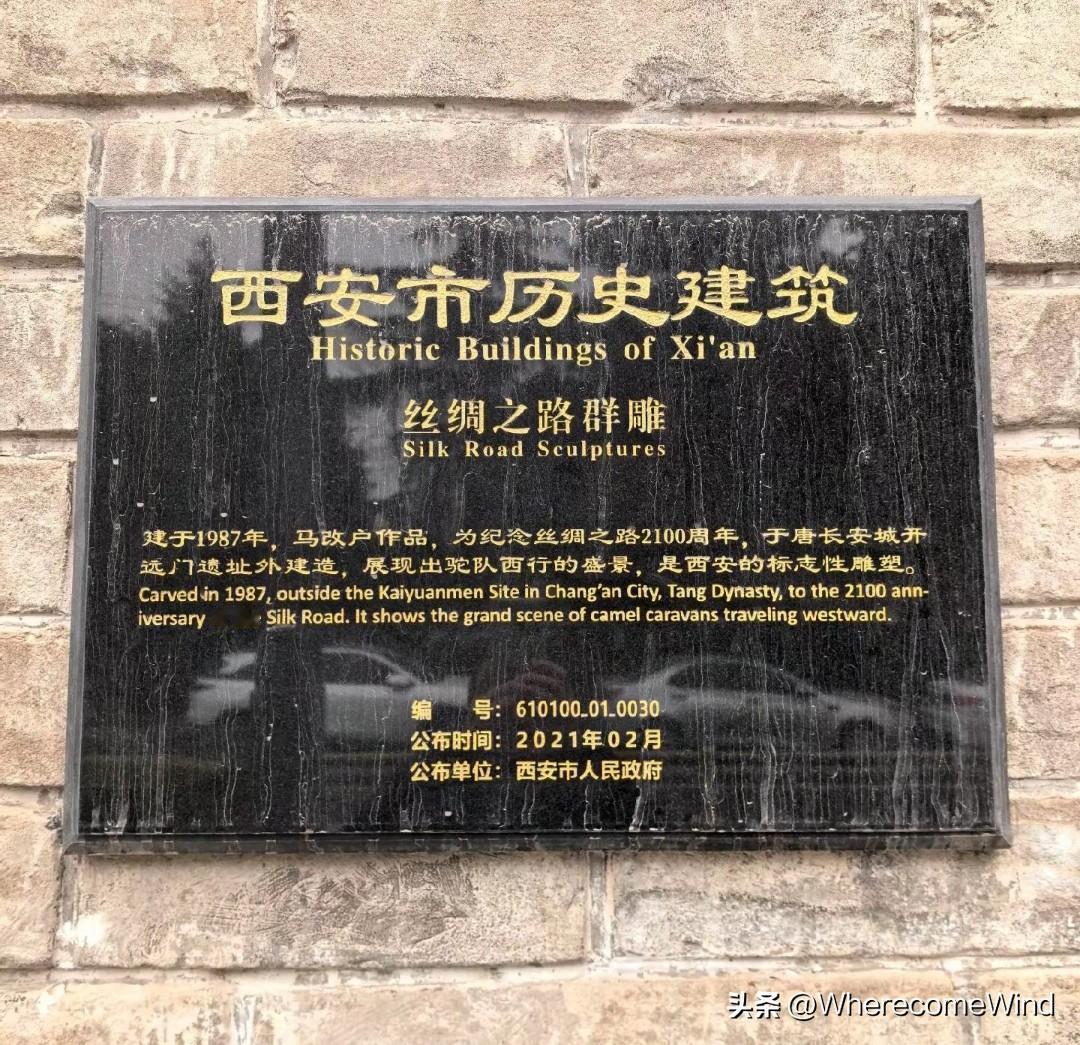 西安市历史建筑
Historic Buildings of Xi'an
丝绸之路群雕
Silk Road Sculptures
建于1987年，马改户作品，为纪念丝绸之路2100周年，于唐长安城开
远门遗址外建造，展现出驼队西行的盛景，是西安的标志性雕塑。
Carved in 1987, outside the Kaiyuanmen Site in Chang'an City, Tang Dynasty, to the 2100 ann-
iversary Silk Road. It shows the grand scene of camel caravans traveling westward.
编 号：610100_01_0030
公布时间：2021年02月
公布单位：西安市人民政府
头条 @WherecomeWind